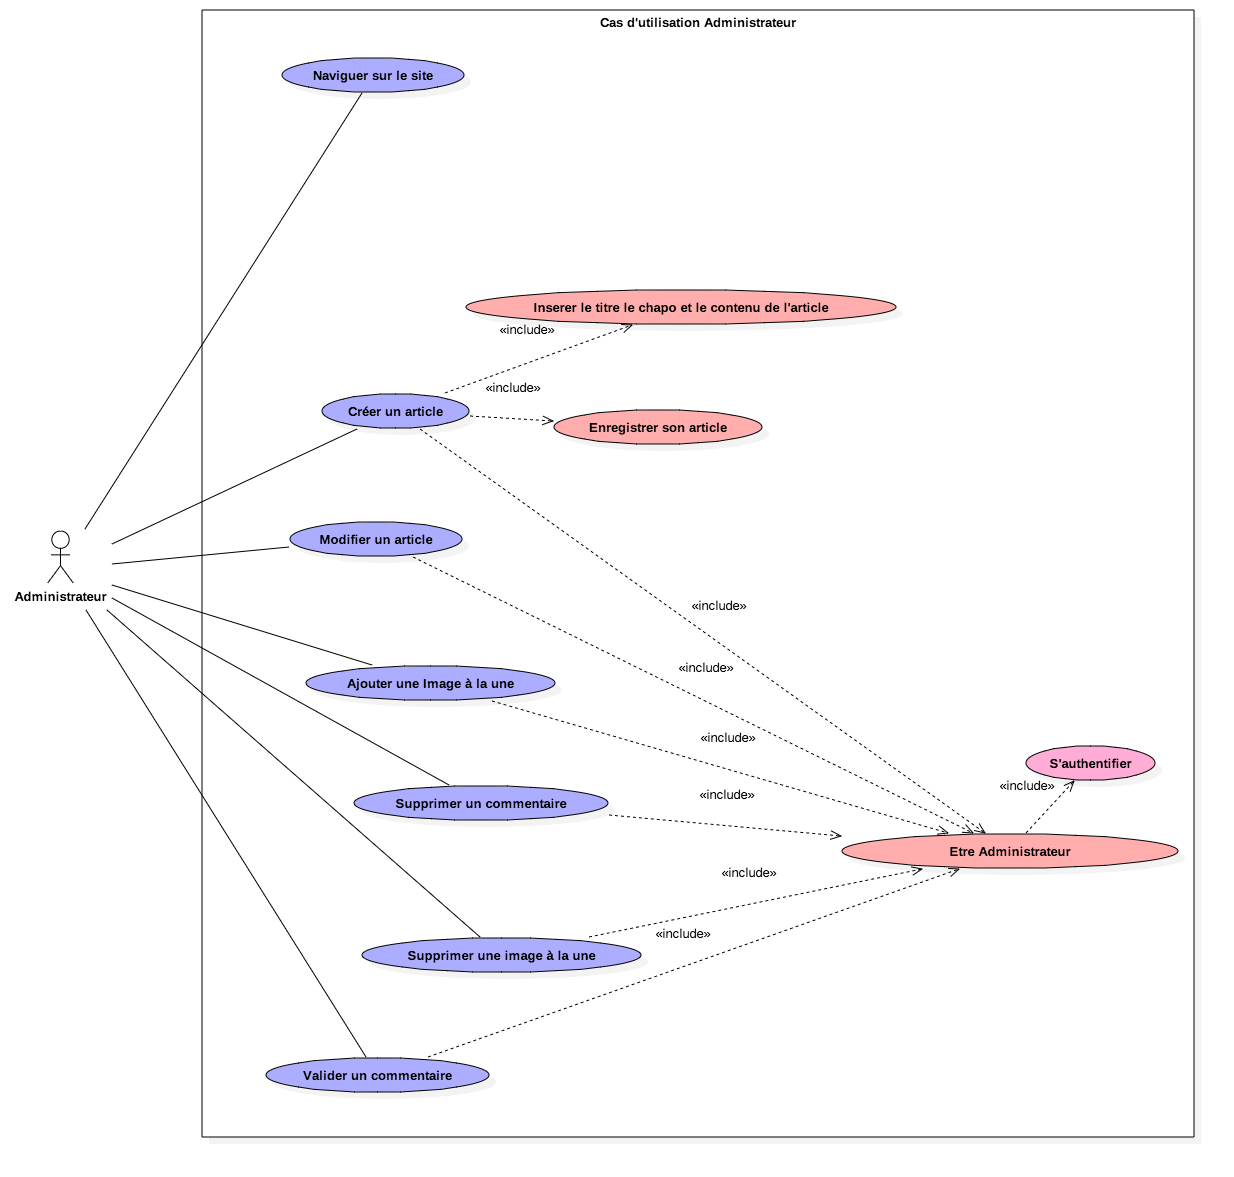 Cas d'utilisation Administrateur
Naviguer sur le site
Inserer le titre le chapo et le contenu de l'article
«include»
«include»
Créer un article
Enregistrer son article
Modifier un article
Administrateur
«include»
«include»
Ajouter une Image à la une
«include»
S'authentifier
«include»
«include»
Supprimer un commentaire
Etre Administrateur
«include»
«include»
Supprimer une image à la une
Valider un commentaire